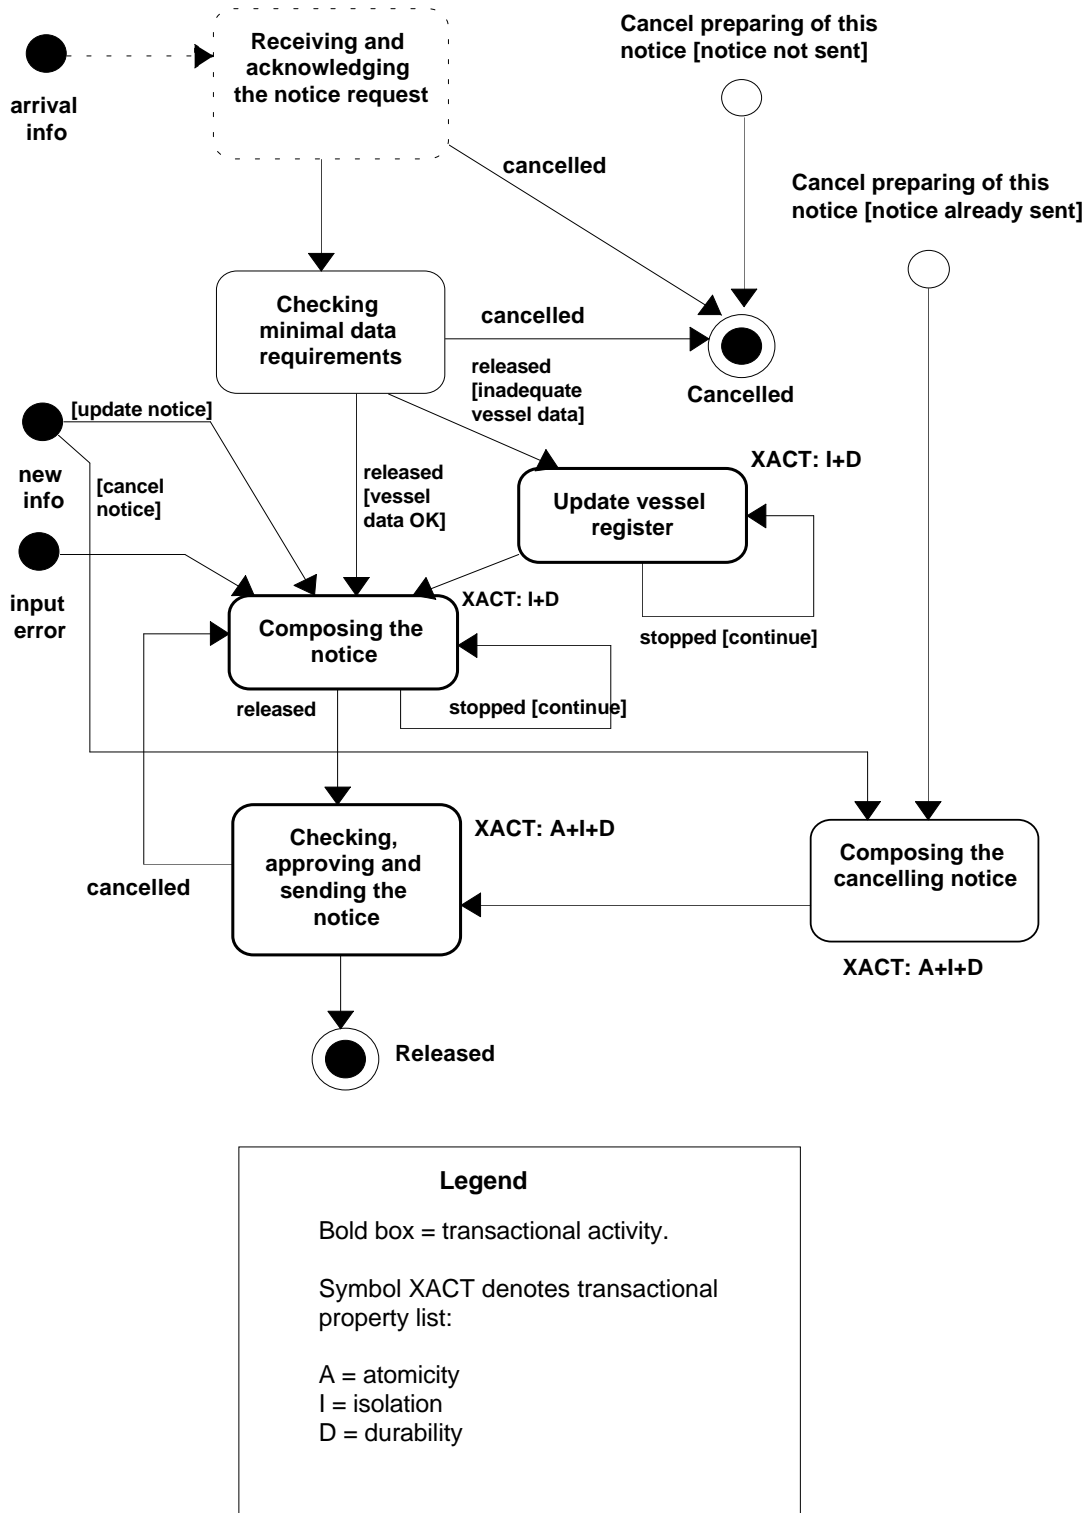 Cancel preparing of this
notice [notice not sent]
Receiving and
acknowledging
the notice request
arrival
info
cancelled
Cancel preparing of this
notice [notice already sent]
Checking
minimal data
requirements
cancelled
released
[inadequate
vessel data]
Cancelled
[update notice]
new
info
[cancel
notice]
released
[vessel
data OK]
XACT: I+D
Update vessel
register
stopped [continue]
input
error
XACT: I+D
Composing the
notice
released
stopped [continue]
XACT: A+I+D
Checking,
approving and
sending the
notice
cancelled
Composing the
cancelling notice
XACT: A+I+D
Released
Legend
Bold box = transactional activity.
Symbol XACT denotes transactional
property list:
A = atomicity
I = isolation
D = durability